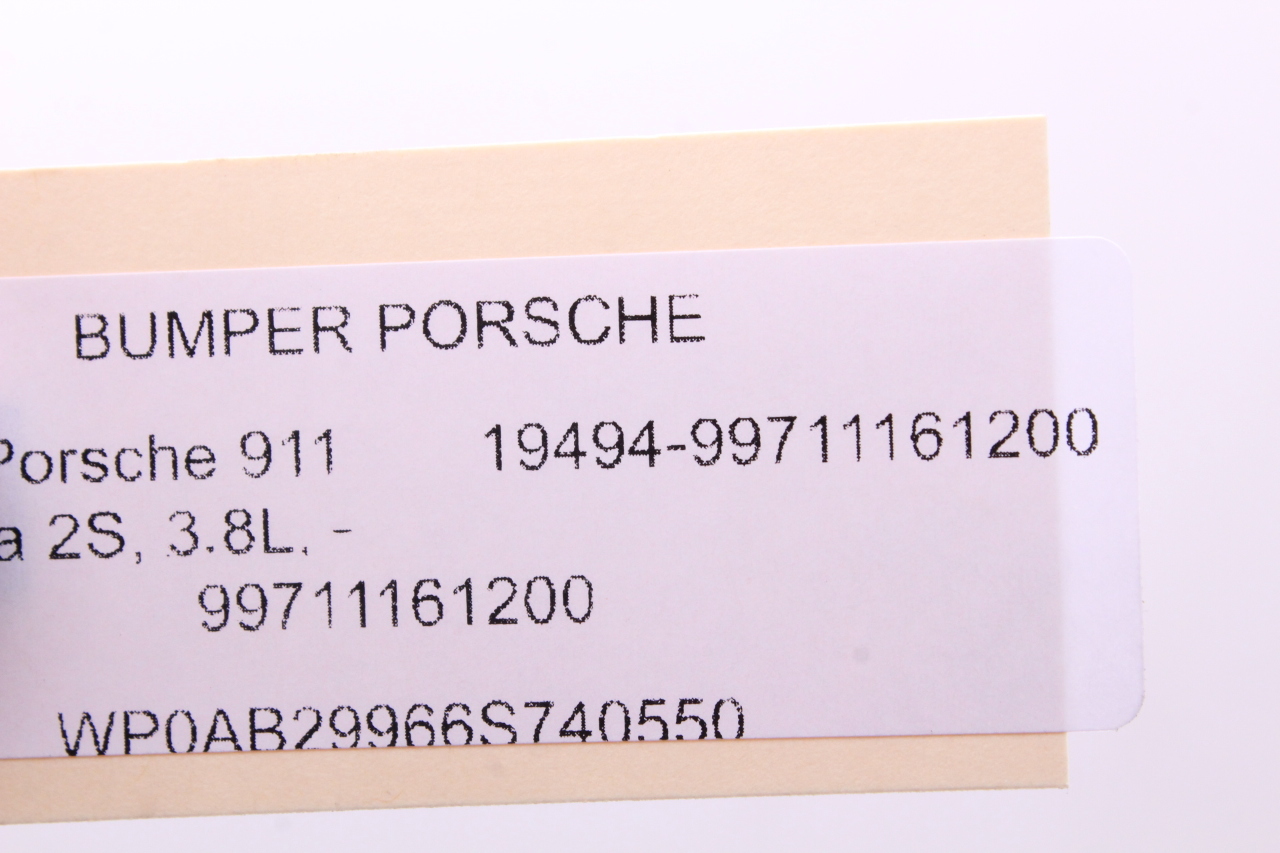 BUMPER PORSCHE
Porsche 911 19494-99711161200
a 2S, 3.8L, -
99711161200
WP0AB29966S740550